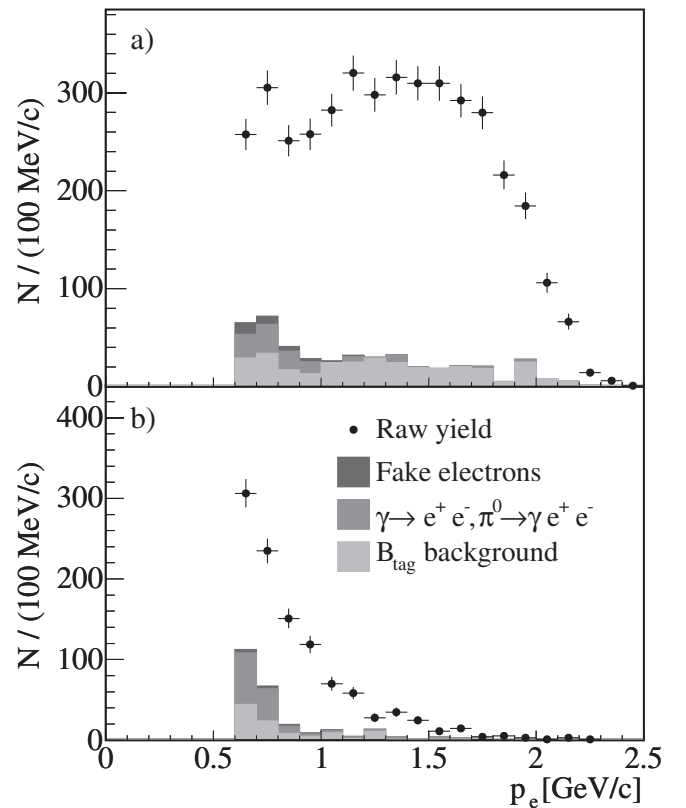 a)
N / (100 MeV/c)
300
200
100
0
b)
N / (100 MeV/c)
400
300
200
100
0
Raw yield
Fake electrons
γ→ e⁺ e⁻,π⁰→γ e⁺ e⁻
B_tag background
0 0.5 1 1.5 2 2.5
p_e [GeV/c]